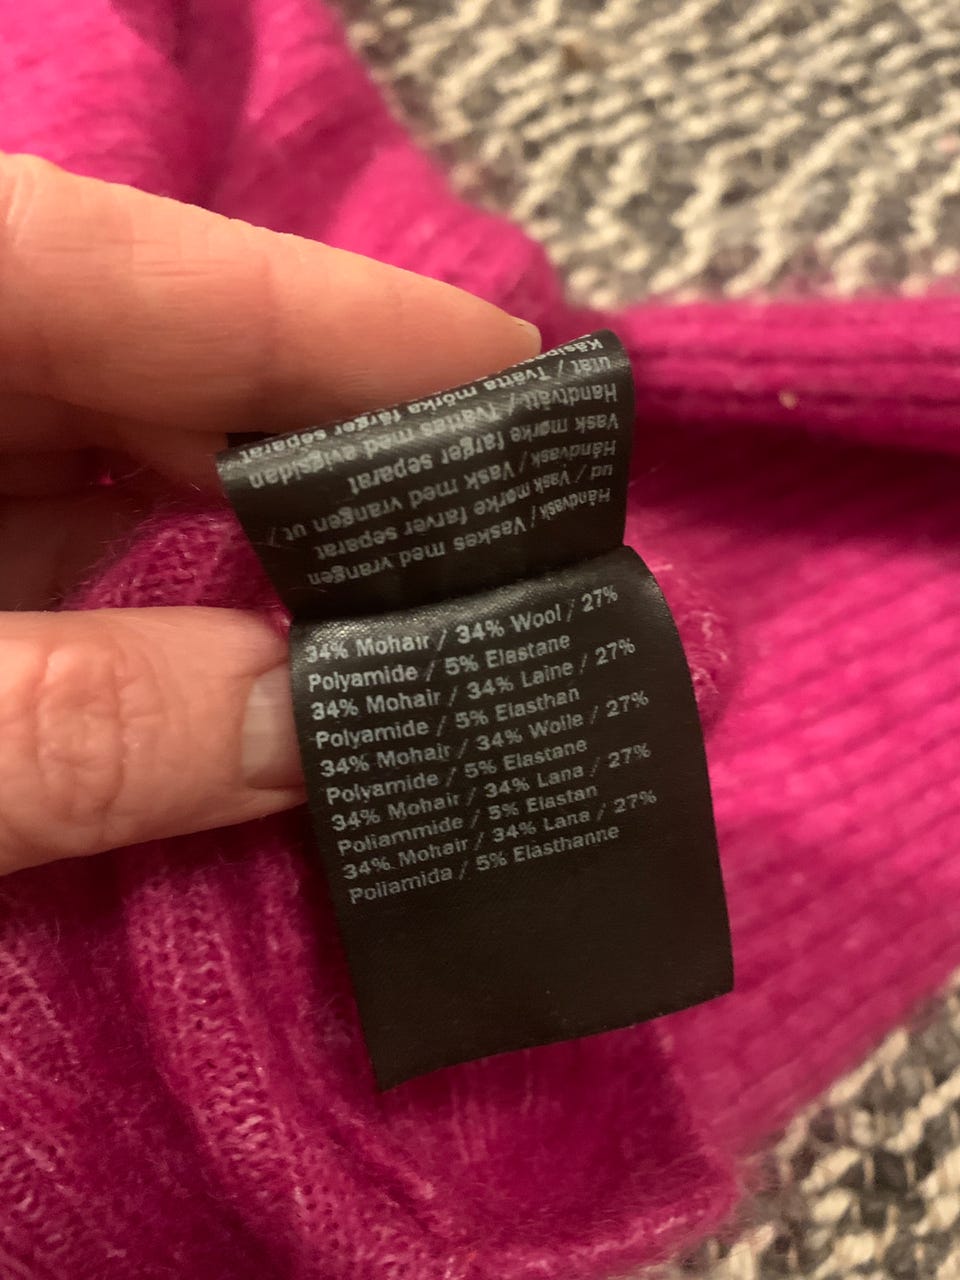 Håndvask / Vaskes med vrangen
ud / Vask mørke farver separat
Håndvask / Vask med vrangen ut /
Vask mørke farger separat
Handtvätt / Tvättas med avigsidan
utåt / Tvätta mörka färger separat
34% Mohair / 34% Wool / 27%
Polyamide / 5% Elastane
34% Mohair / 34% Laine / 27%
Polyamide / 5% Elasthan
34% Mohair / 34% Wolle / 27%
Polyamide / 5% Elastane
34% Mohair / 34% Lana / 27%
Poliammide / 5% Elastan
34% Mohair / 34% Lana / 27%
Poliamida / 5% Elasthanne